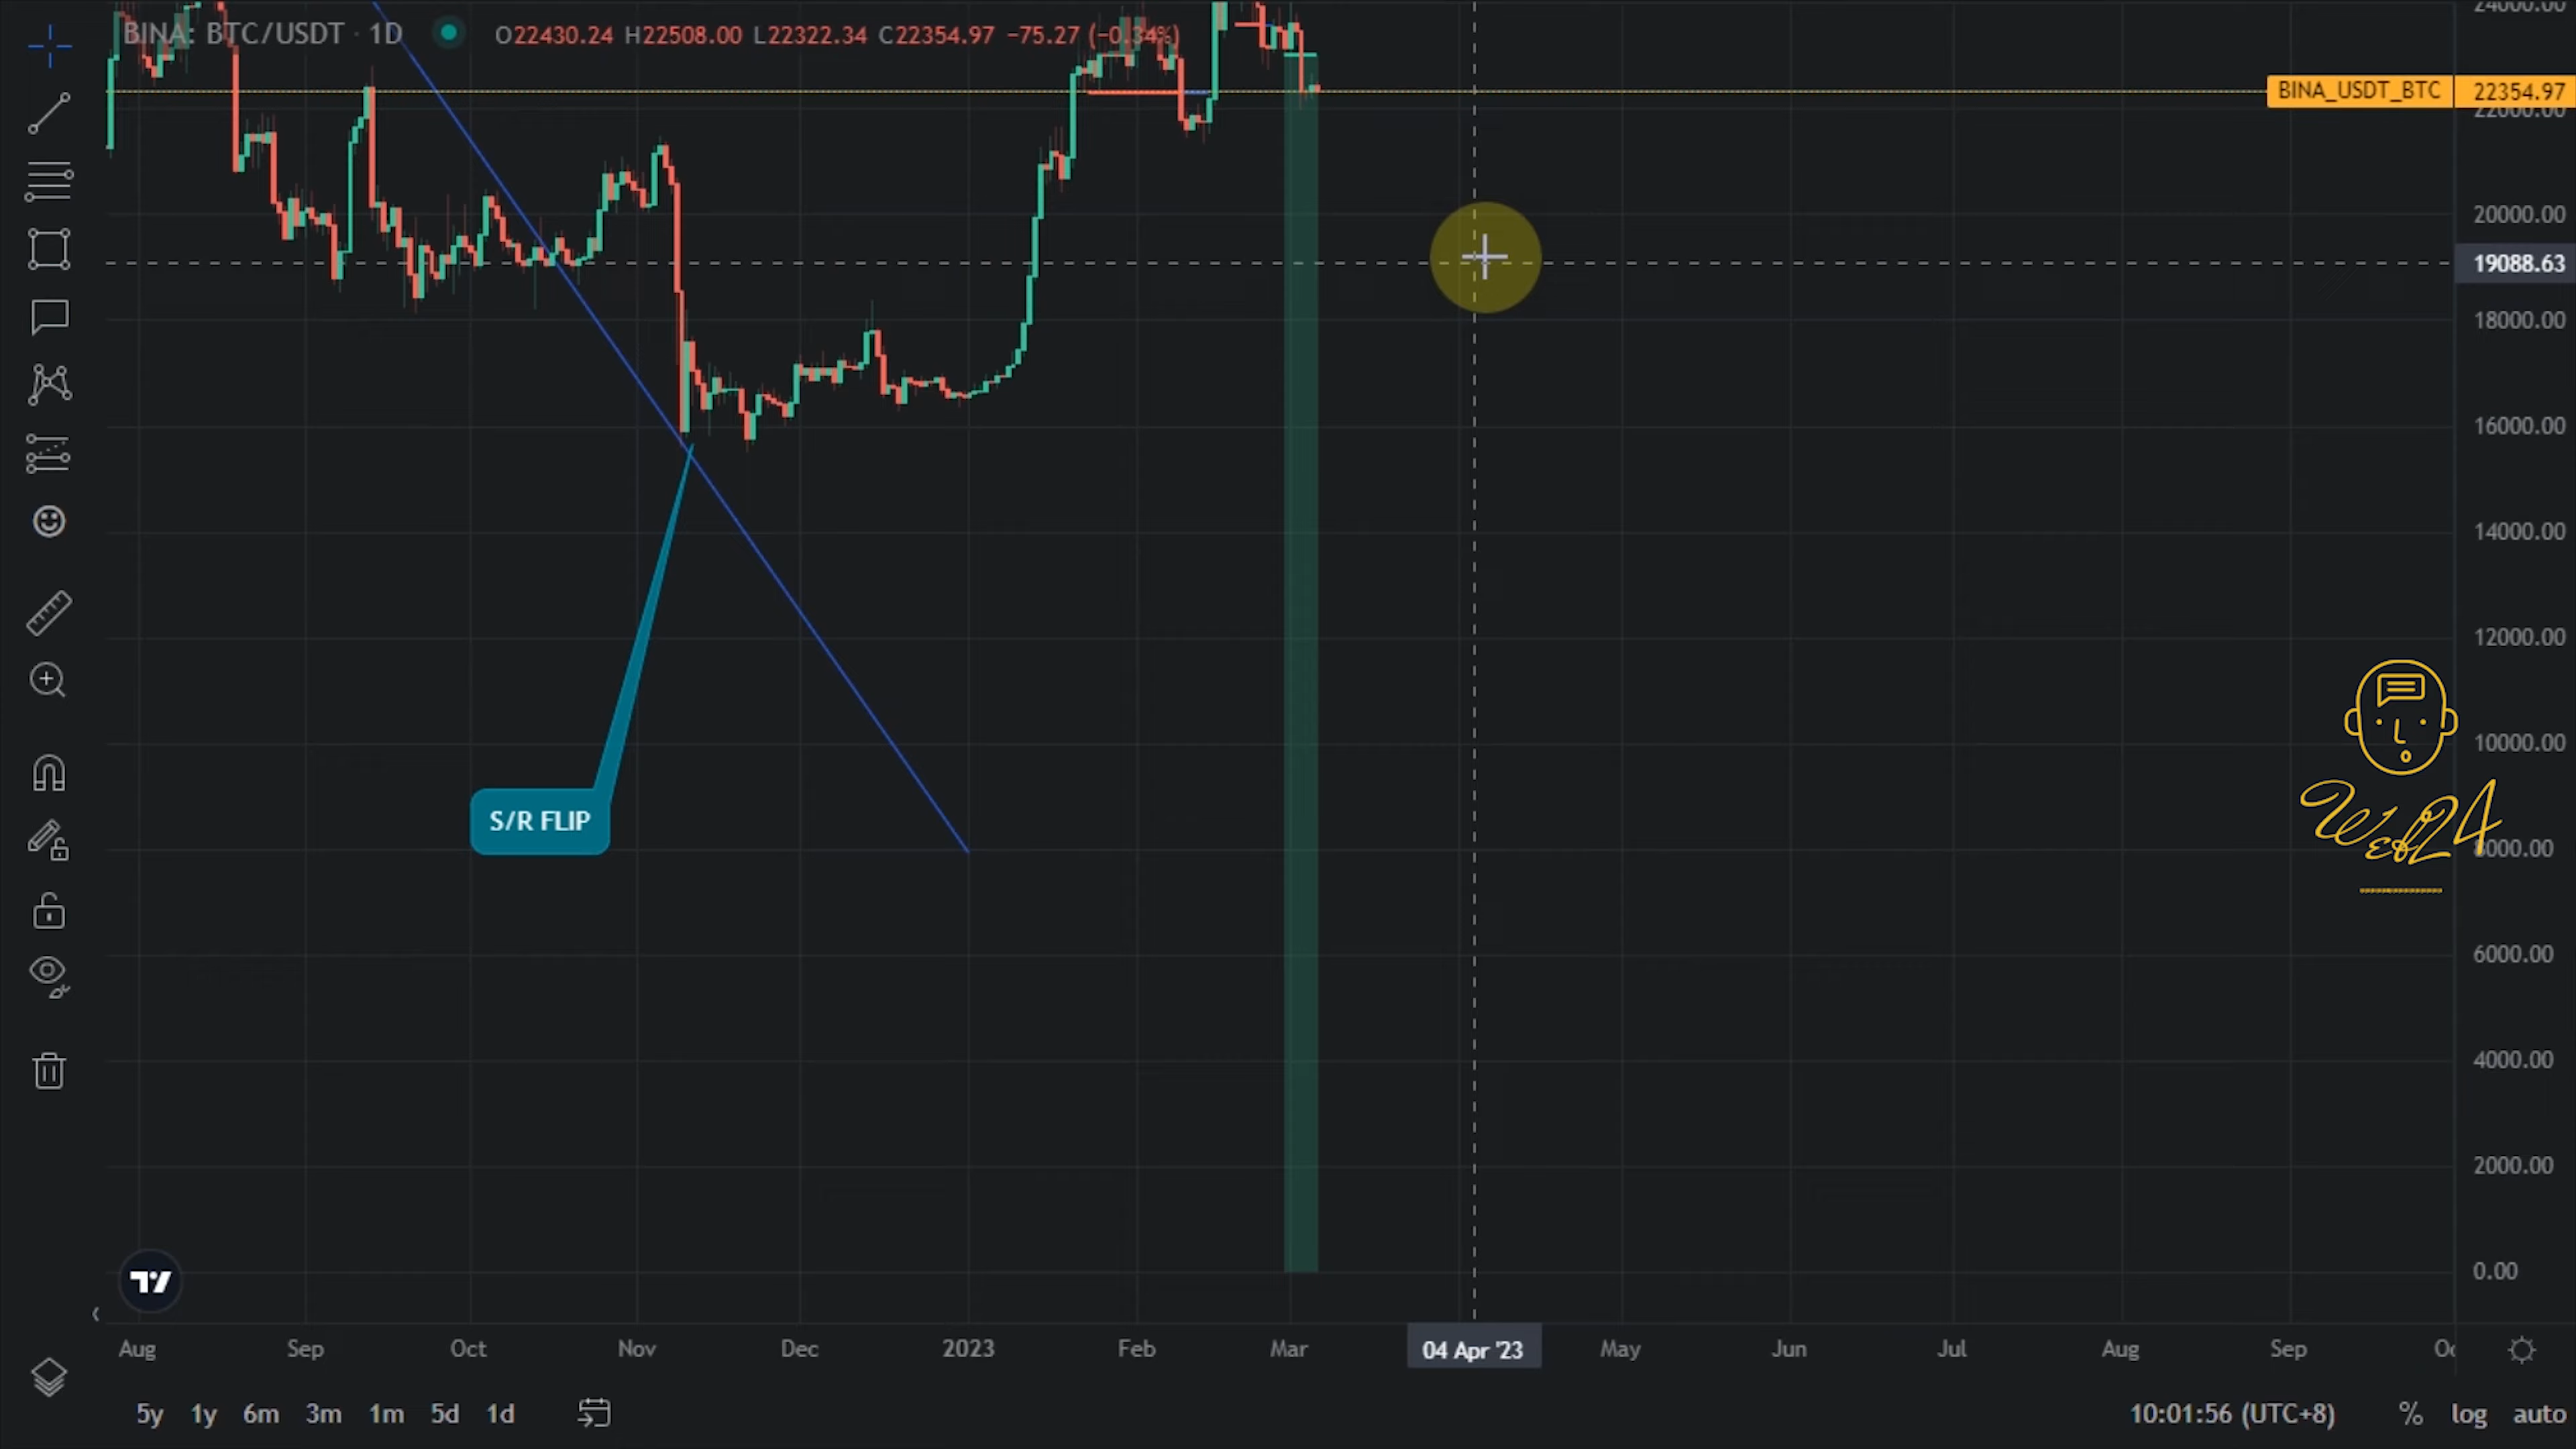 BINA: BTC/USDT · 1D O22430.24 H22508.00 L22322.34 C22354.97 −75.27 (−0.34%)
24000.00
BINA_USDT_BTC 22354.97
22000.00
20000.00
19088.63
18000.00
16000.00
14000.00
12000.00
10000.00
S/R FLIP
Web24
8000.00
6000.00
4000.00
2000.00
0.00
Aug Sep Oct Nov Dec 2023 Feb Mar 04 Apr '23 May Jun Jul Aug Sep
5y 1y 6m 3m 1m 5d 1d 10:01:56 (UTC+8) % log auto